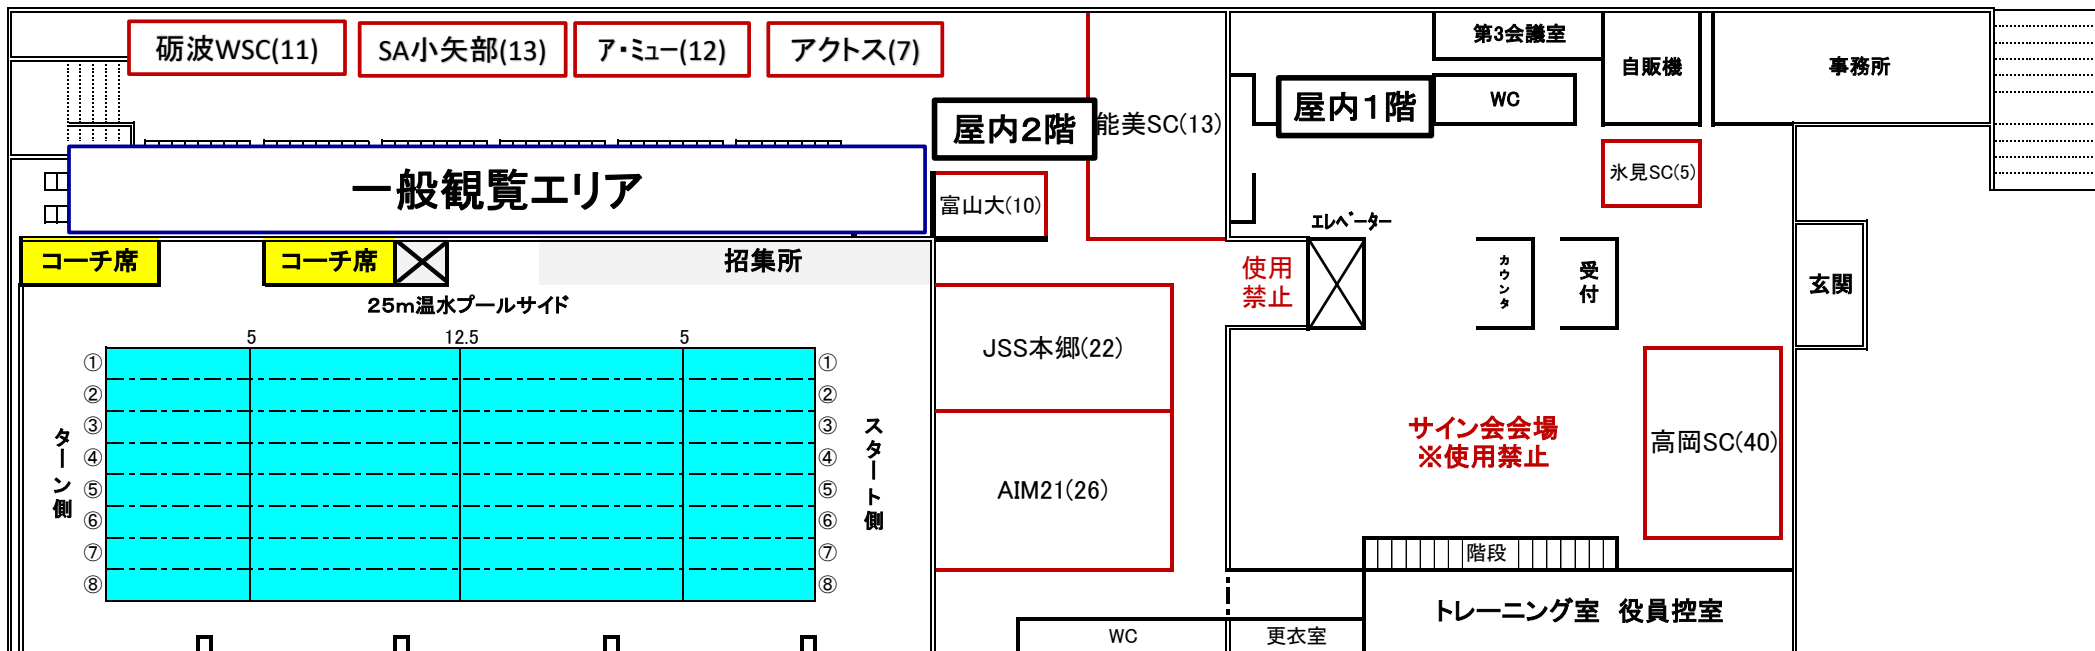 砺波WSC(11)
SA小矢部(13)
ア・ミュー(12)
アクトス(7)
屋内2階
能美SC(13)
屋内1階
第3会議室
WC
自販機
事務所
一般観覧エリア
富山大(10)
氷見SC(5)
エレベーター
コーチ席
コーチ席
招集所
使用
禁止
カウンタ
受付
玄関
25m温水プールサイド
5
12.5
5
①
②
③
④
⑤
⑥
⑦
⑧
ターン側
①
②
③
④
⑤
⑥
⑦
⑧
スタート側
JSS本郷(22)
AIM21(26)
サイン会会場
※使用禁止
高岡SC(40)
階段
トレーニング室 役員控室
WC
更衣室